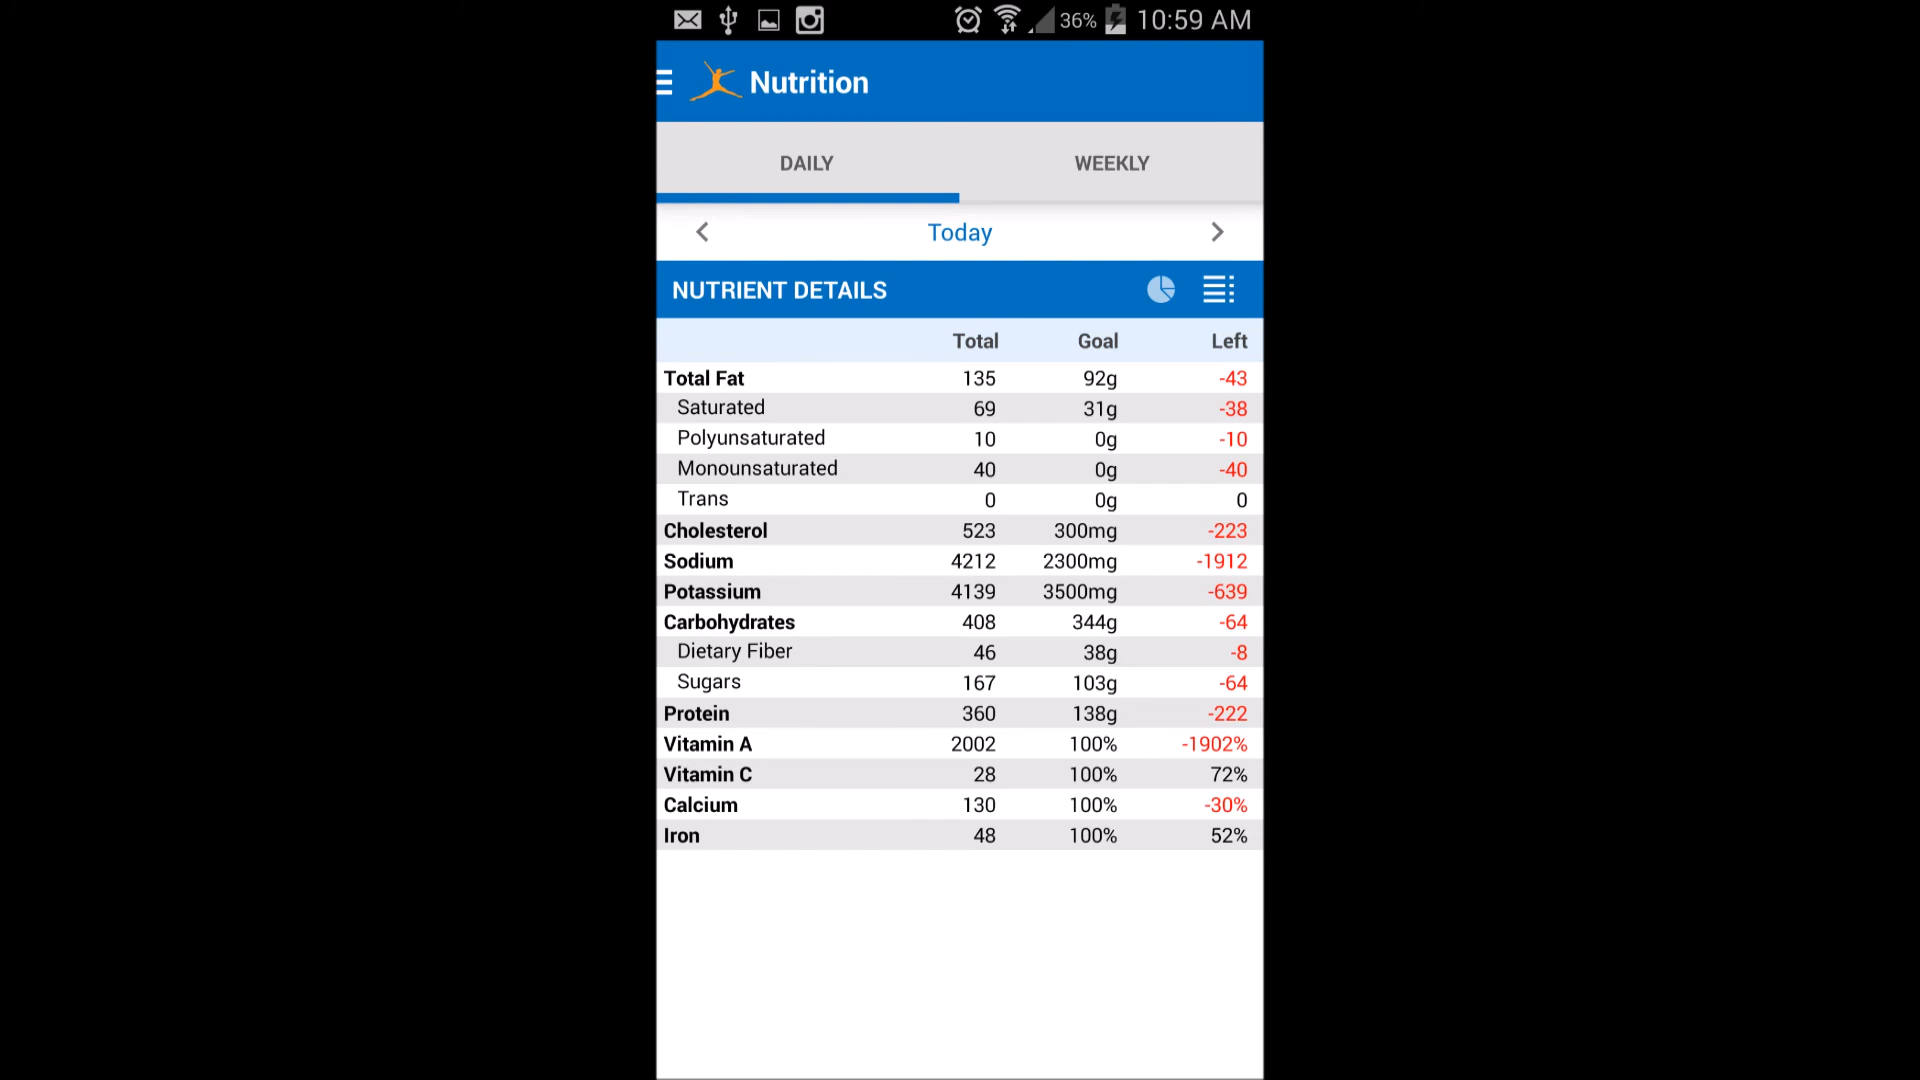 36% 10:59 AM
Nutrition
DAILY WEEKLY
Today
NUTRIENT DETAILS
Total Goal Left
Total Fat 135 92g -43
Saturated 69 31g -38
Polyunsaturated 10 0g -10
Monounsaturated 40 0g -40
Trans 0 0g 0
Cholesterol 523 300mg -223
Sodium 4212 2300mg -1912
Potassium 4139 3500mg -639
Carbohydrates 408 344g -64
Dietary Fiber 46 38g -8
Sugars 167 103g -64
Protein 360 138g -222
Vitamin A 2002 100% -1902%
Vitamin C 28 100% 72%
Calcium 130 100% -30%
Iron 48 100% 52%